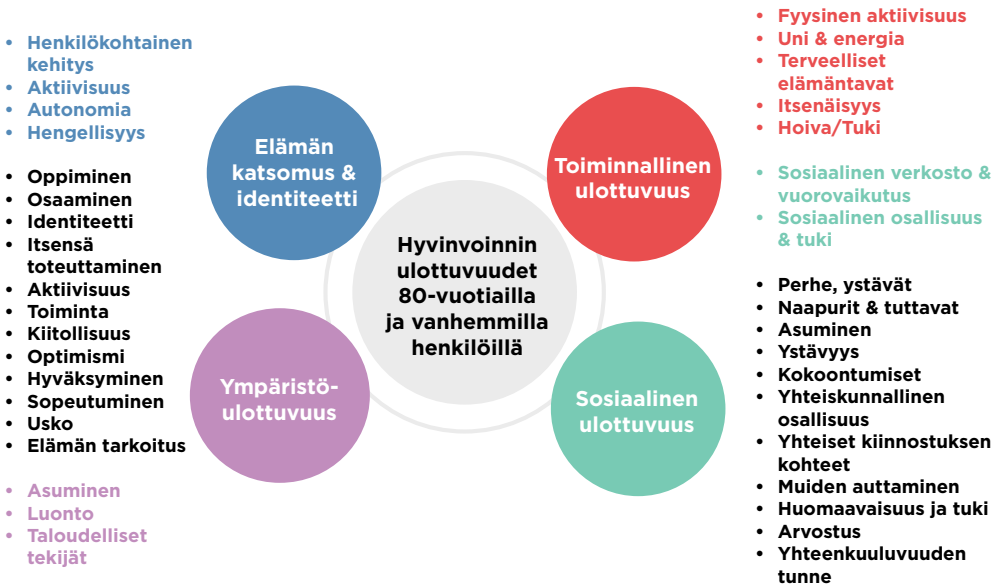 • Henkilökohtainen
kehitys
• Aktiivisuus
• Autonomia
• Hengellisyys
• Oppiminen
• Osaaminen
• Identiteetti
• Itsensä
toteuttaminen
• Aktiivisuus
• Toiminta
• Kiitollisuus
• Optimismi
• Hyväksyminen
• Sopeutuminen
• Usko
• Elämän tarkoitus
• Asuminen
• Luonto
• Taloudelliset
tekijät
Elämän
katsomus &
identiteetti
Toiminnallinen
ulottuvuus
Hyvinvoinnin
ulottuvuudet
80-vuotiailla
ja vanhemmilla
henkilöillä
Ympäristö-
ulottuvuus
Sosiaalinen
ulottuvuus
• Fyysinen aktiivisuus
• Uni & energia
• Terveelliset
elämäntavat
• Itsenäisyys
• Hoiva/Tuki
• Sosiaalinen verkosto &
vuorovaikutus
• Sosiaalinen osallisuus
& tuki
• Perhe, ystävät
• Naapurit & tuttavat
• Asuminen
• Ystävyys
• Kokoontumiset
• Yhteiskunnallinen
osallisuus
• Yhteiset kiinnostuksen
kohteet
• Muiden auttaminen
• Huomaavaisuus ja tuki
• Arvostus
• Yhteenkuuluvuuden
tunne